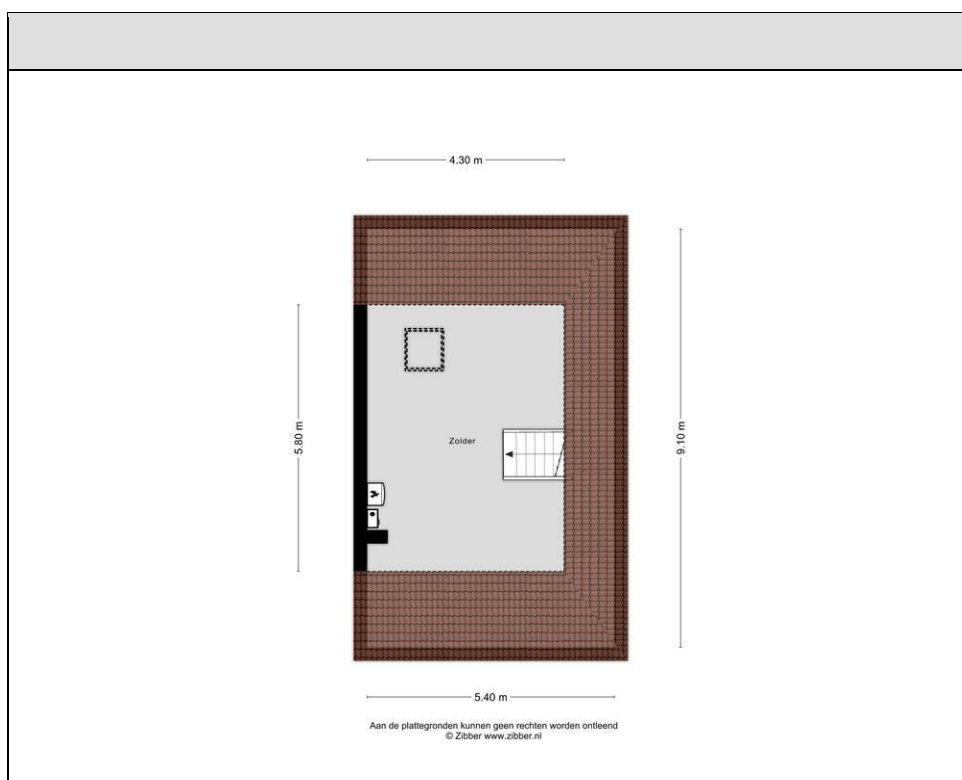 4.30 m
5.80 m
Zolder
9.10 m
5.40 m
Aan de plattegronden kunnen geen rechten worden ontleend
© Zibber www.zibber.nl